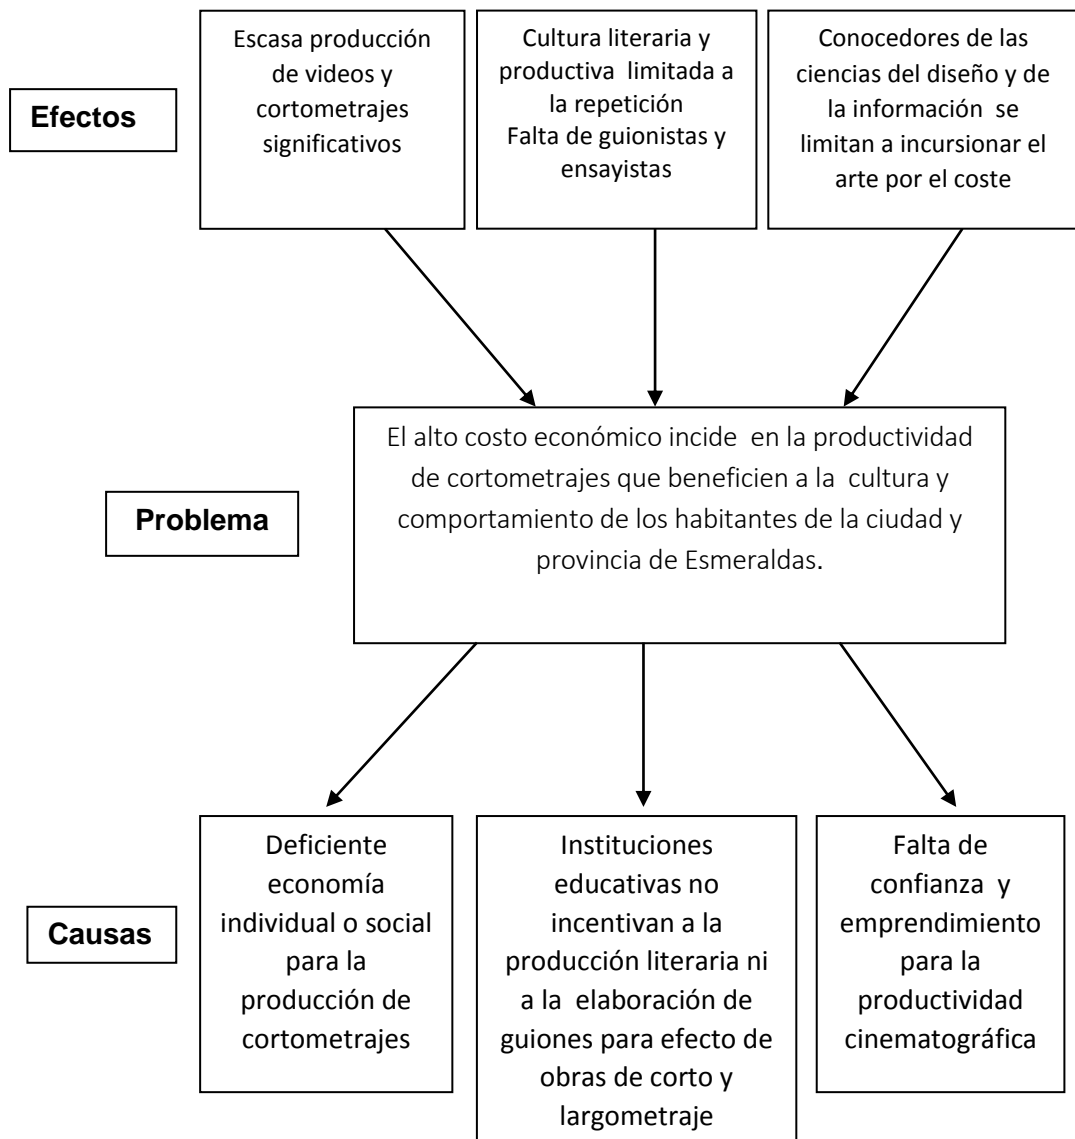 Efectos
Escasa producción
de videos y
cortometrajes
significativos
Cultura literaria y
productiva limitada a
la repetición
Falta de guionistas y
ensayistas
Conocedores de las
ciencias del diseño y de
la información se
limitan a incursionar el
arte por el coste
Problema
El alto costo económico incide en la productividad
de cortometrajes que beneficien a la cultura y
comportamiento de los habitantes de la ciudad y
provincia de Esmeraldas.
Causas
Deficiente
economía
individual o social
para la
producción de
cortometrajes
Instituciones
educativas no
incentivan a la
producción literaria ni
a la elaboración de
guiones para efecto de
obras de corto y
largometraje
Falta de
confianza y
emprendimiento
para la
productividad
cinematográfica